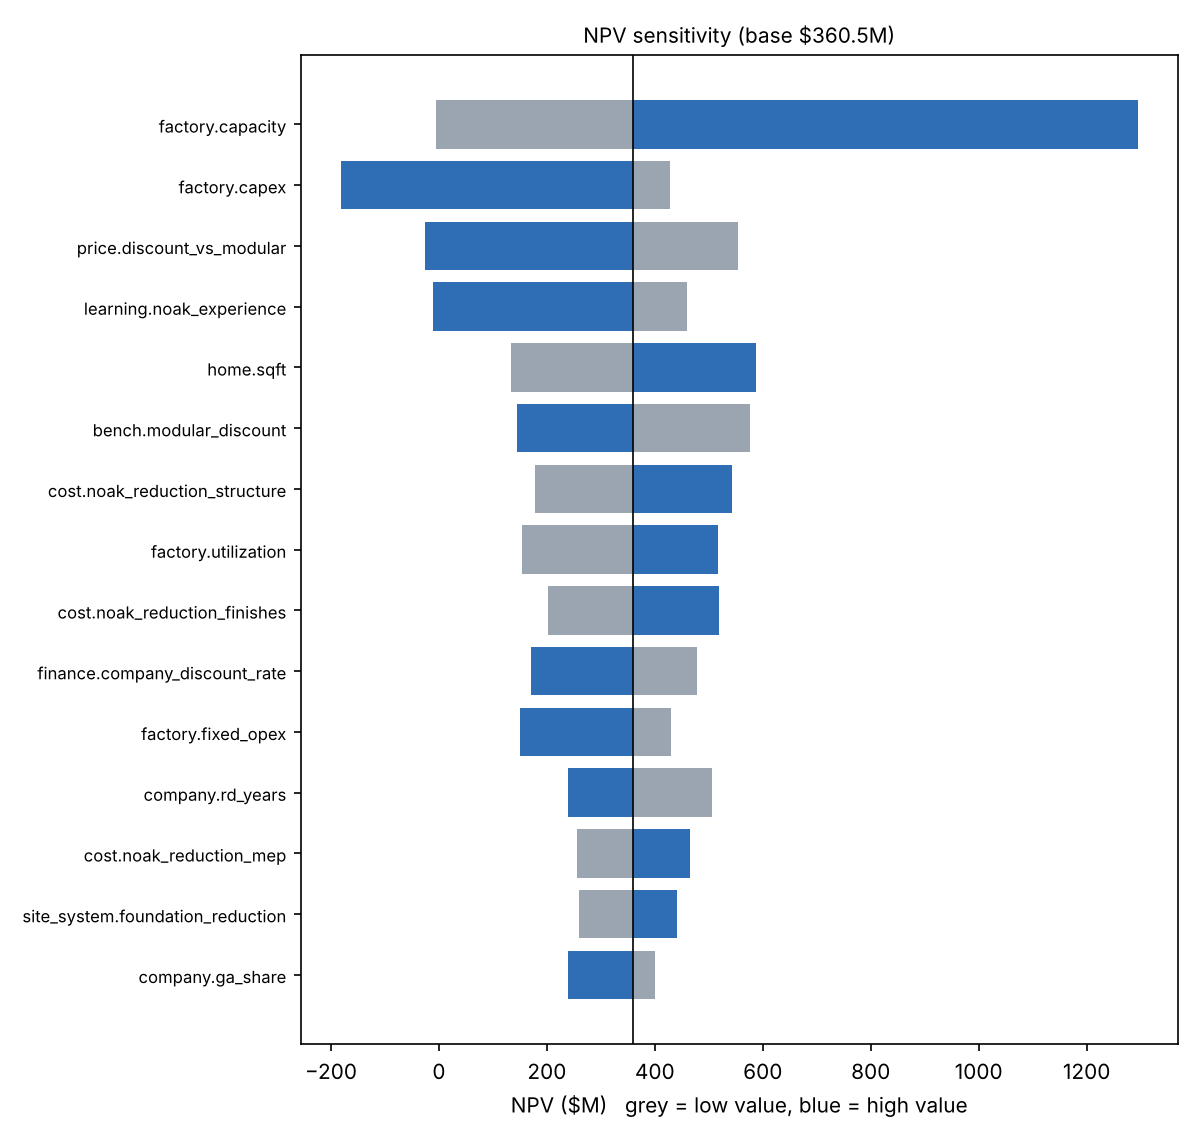 NPV sensitivity (base $360.5M)
factory.capacity
factory.capex
price.discount_vs_modular
learning.noak_experience
home.sqft
bench.modular_discount
cost.noak_reduction_structure
factory.utilization
cost.noak_reduction_finishes
finance.company_discount_rate
factory.fixed_opex
company.rd_years
cost.noak_reduction_mep
site_system.foundation_reduction
company.ga_share
−200 0 200 400 600 800 1000 1200
NPV ($M) grey = low value, blue = high value